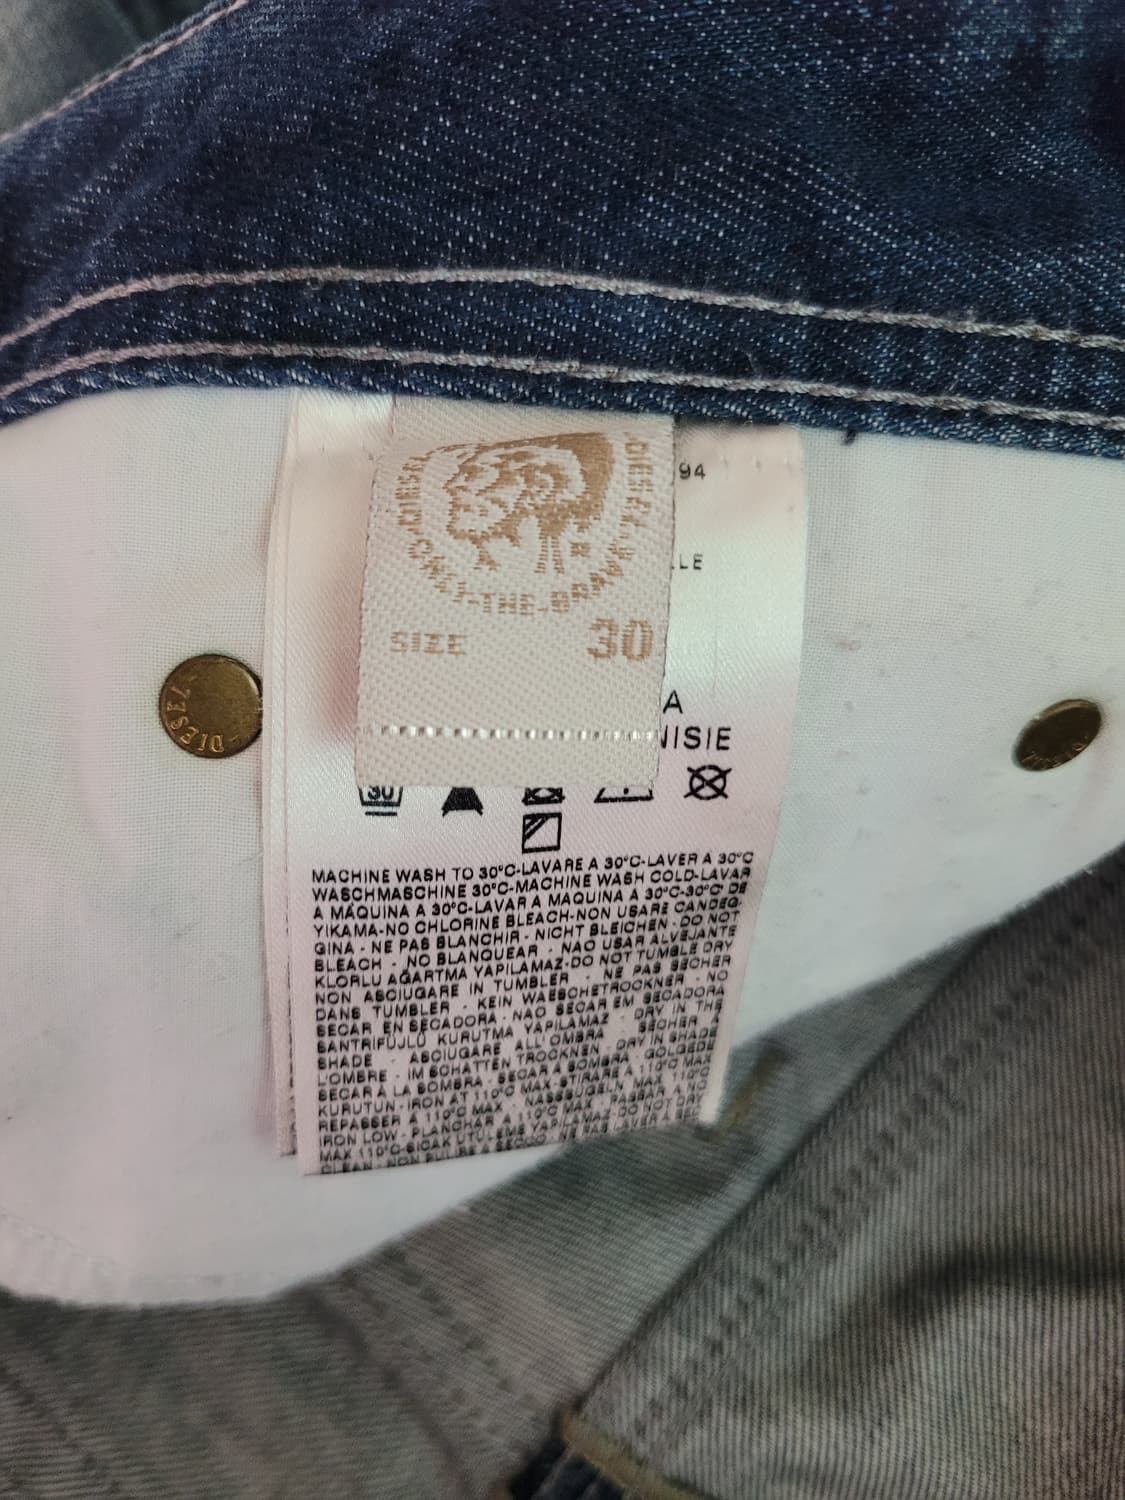 DIESEL
ONLY-THE-BRAVE
SIZE 30
94
LE
A
NISIE
30
DIESEL
MACHINE WASH TO 30°C-LAVARE A 30°C-LAVER A 30°C
WASCHMASCHINE 30°C-MACHINE WASH COLD-LAVAR
A MÁQUINA A 30°C-LAVAR A MAQUINA A 30°C-30°C' DE
YIKAMA-NO CHLORINE BLEACH-NON USARE CANDEG-
GINA - NE PAS BLANCHIR - NICHT BLEICHEN - DO NOT
BLEACH - NO BLANQUEAR - NAO USAR ALVEJANTE
KLORLU AĞARTMA YAPILAMAZ-DO NOT TUMBLE DRY
NON ASCIUGARE IN TUMBLER - NE PAS SECHER
DANS TUMBLER - KEIN WAESCHETROCKNER - NO
SECAR EN SECADORA - NAO SECAR EM SECADORA
SANTRIFÜJLÜ KURUTMA YAPILAMAZ - DRY IN THE
SHADE - ASCIUGARE ALL'OMBRA - SECHER A
L'OMBRE - IM SCHATTEN TROCKNEN - DRY IN SHADE
SECAR À LA SOMBRA - SECAR À SOMBRA - GÖLGEDE
KURUTUN - IRON AT 110°C MAX-STIRARE A 110°C MAX
REPASSER A 110°C MAX - NASSBÜGELN MAX 110°C
IRON LOW - PLANCHAR A 110°C MAX - PASSAR A NO
MAX 110°C-SICAK ÜTÜLEME YAPILAMAZ-DO NOT DRY
CLEAN - NON PULIRE A SECCO - NE PAS LAVER A SEC